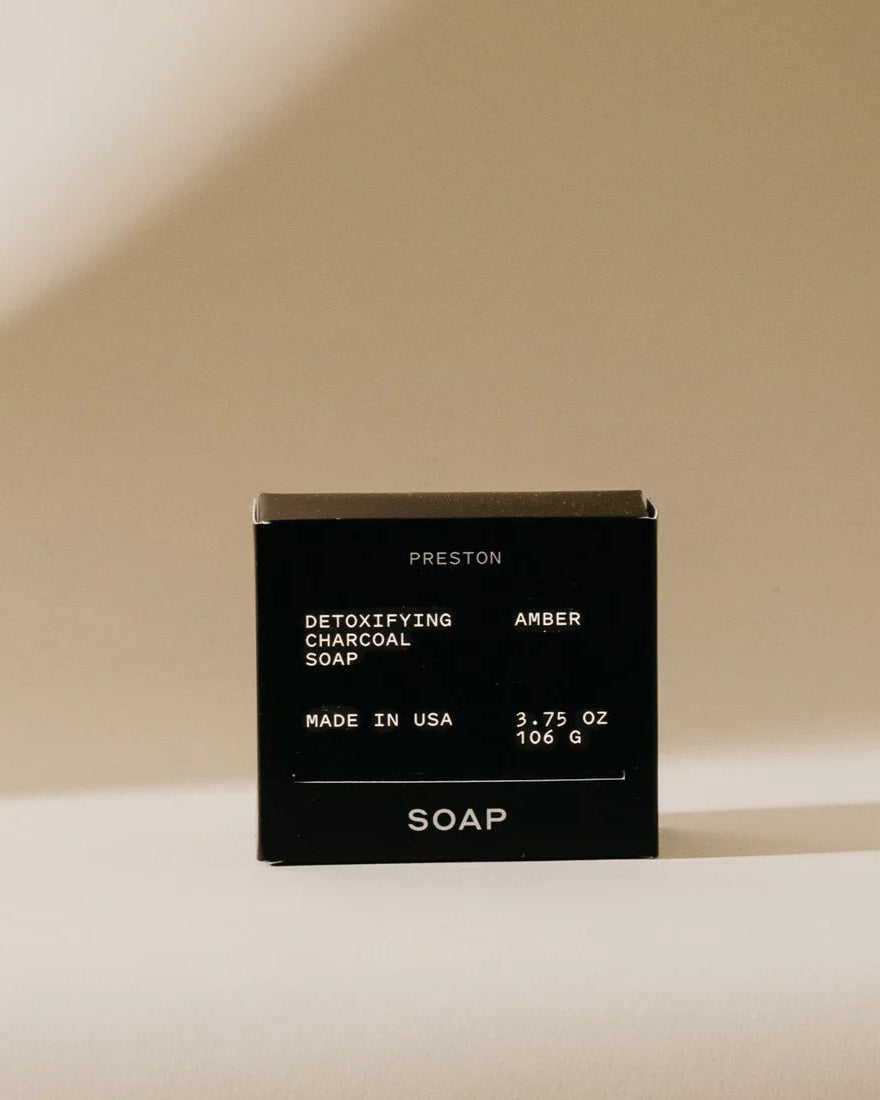 PRESTON
DETOXIFYING
CHARCOAL
SOAP
AMBER
MADE IN USA
3.75 OZ
106 G
SOAP